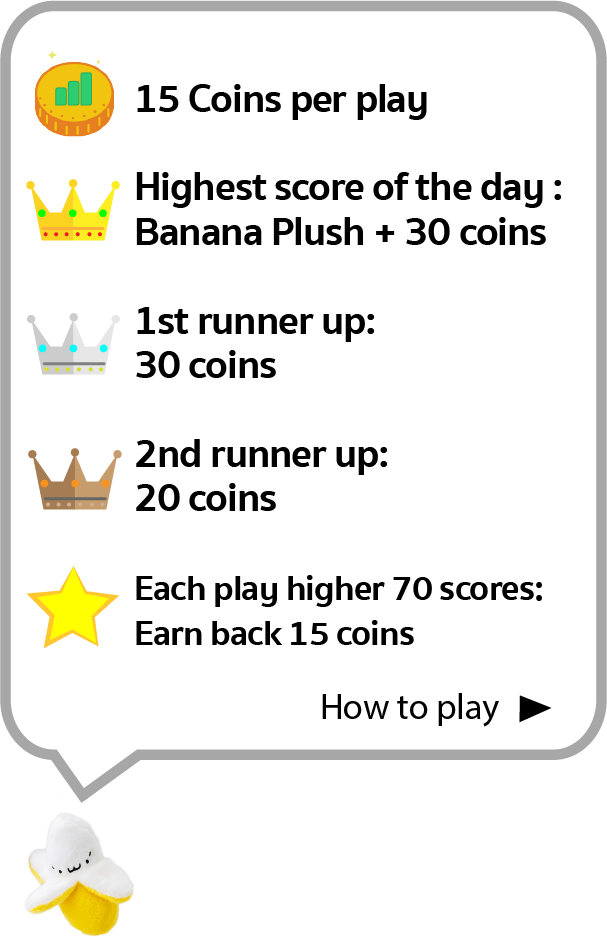 15 Coins per play
Highest score of the day :
Banana Plush + 30 coins
1st runner up:
30 coins
2nd runner up:
20 coins
Each play higher 70 scores:
Earn back 15 coins
How to play